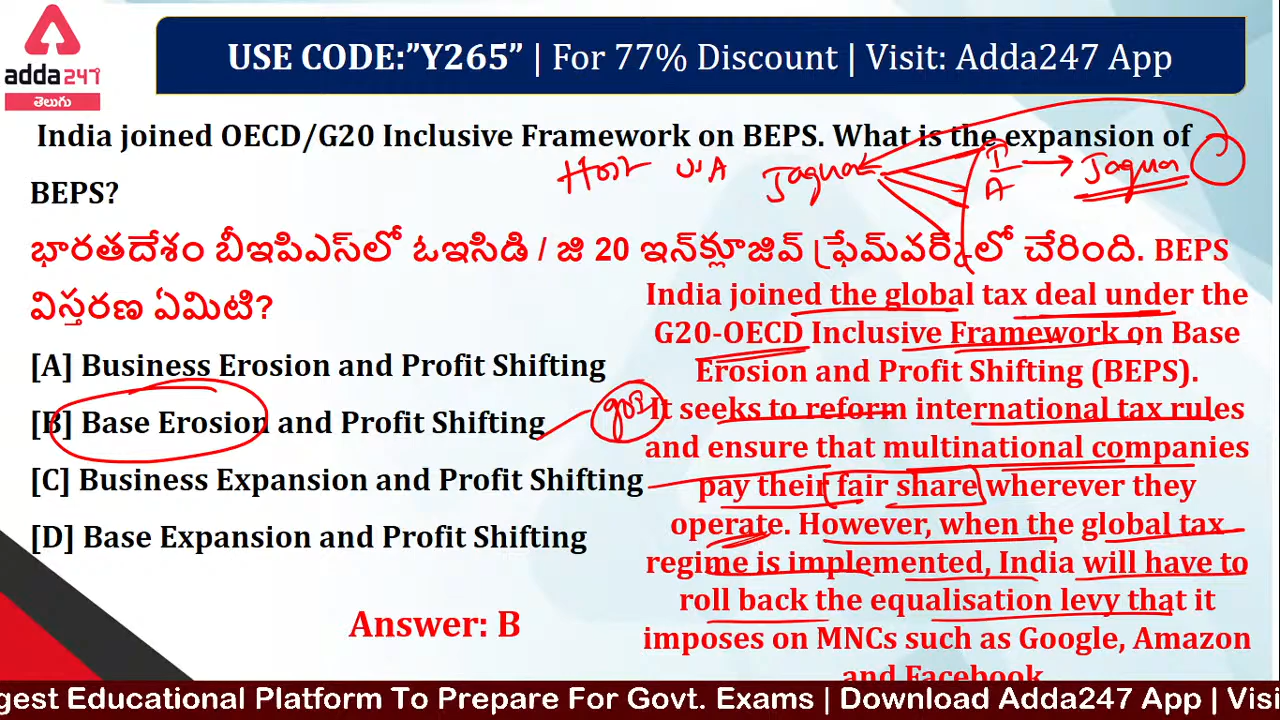 adda247
తెలుగు
USE CODE:”Y265” | For 77% Discount | Visit: Adda247 App
India joined OECD/G20 Inclusive Framework on BEPS. What is the expansion of
BEPS?
Host USA Jaguar
I
A
Jaguar
భారతదేశం బీఇపిఎస్‌లో ఓఇసిడి / జి 20 ఇన్‌క్లూజివ్ ఫ్రేమ్‌వర్క్‌లో చేరింది. BEPS
విస్తరణ ఏమిటి?
[A] Business Erosion and Profit Shifting
[B] Base Erosion and Profit Shifting
[C] Business Expansion and Profit Shifting
[D] Base Expansion and Profit Shifting
Answer: B
India joined the global tax deal under the
G20-OECD Inclusive Framework on Base
Erosion and Profit Shifting (BEPS).
It seeks to reform international tax rules
and ensure that multinational companies
pay their fair share wherever they
operate. However, when the global tax
regime is implemented, India will have to
roll back the equalisation levy that it
imposes on MNCs such as Google, Amazon
and Facebook
gest Educational Platform To Prepare For Govt. Exams | Download Adda247 App | Visi